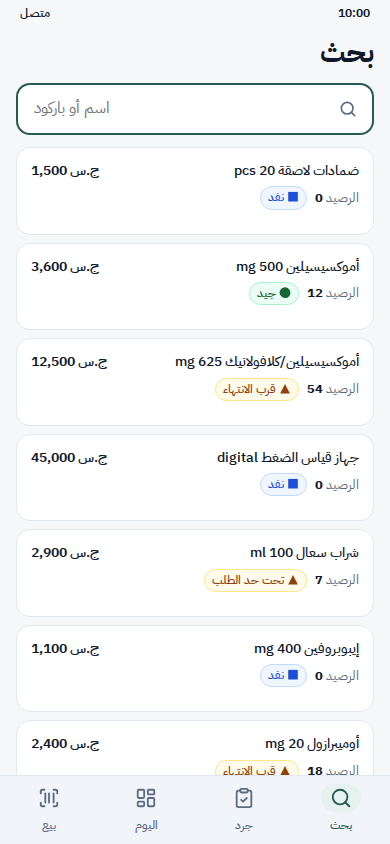 10:00 متصل
بحث
اسم أو باركود
ضمادات لاصقة 20 pcs 1,500 ج.س
الرصيد 0 نفد
أموكسيسيلين 500 mg 3,600 ج.س
الرصيد 12 جيد
أموكسيسيلين/كلافولانيك 625 mg 12,500 ج.س
الرصيد 54 قرب الانتهاء
جهاز قياس الضغط digital 45,000 ج.س
الرصيد 0 نفد
شراب سعال 100 ml 2,900 ج.س
الرصيد 7 تحت حد الطلب
إيبوبروفين 400 mg 1,100 ج.س
الرصيد 0 نفد
أوميبرازول 20 mg 2,400 ج.س
الرصيد 18 قرب الانتهاء
بحث جرد اليوم بيع